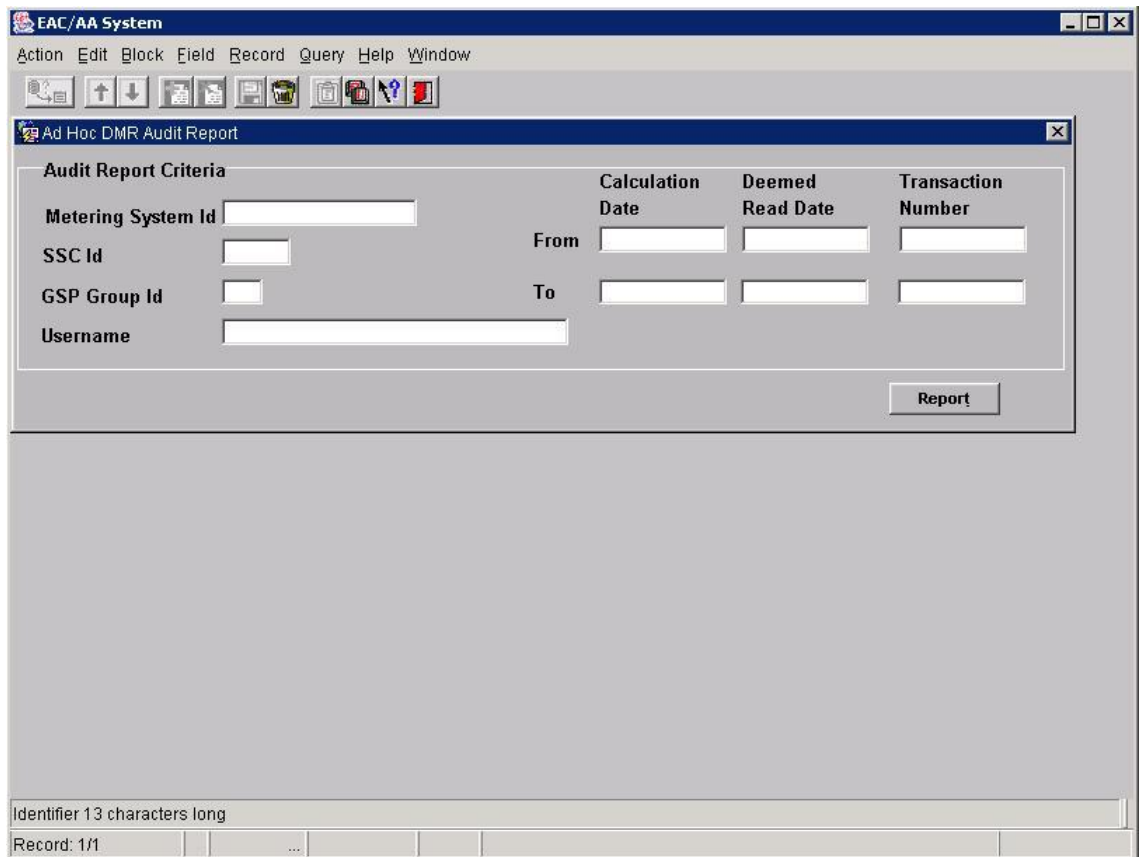 EAC/AA System
Action Edit Block Field Record Query Help Window
Ad Hoc DMR Audit Report
Audit Report Criteria
Calculation Date
Deemed Read Date
Transaction Number
Metering System Id
From
SSC Id
GSP Group Id
To
Username
Report
Identifier 13 characters long
Record: 1/1
...